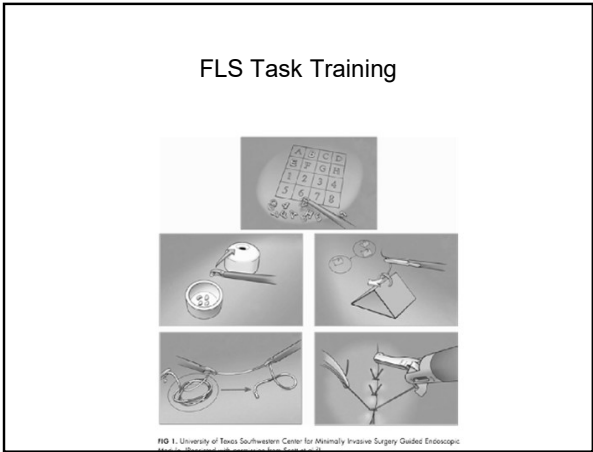 FLS Task Training
A C D
F G H
1 2 3 4
5 6 7 8
FIG 1. University of Texas Southwestern Center for Minimally Invasive Surgery Guided Endoscopic